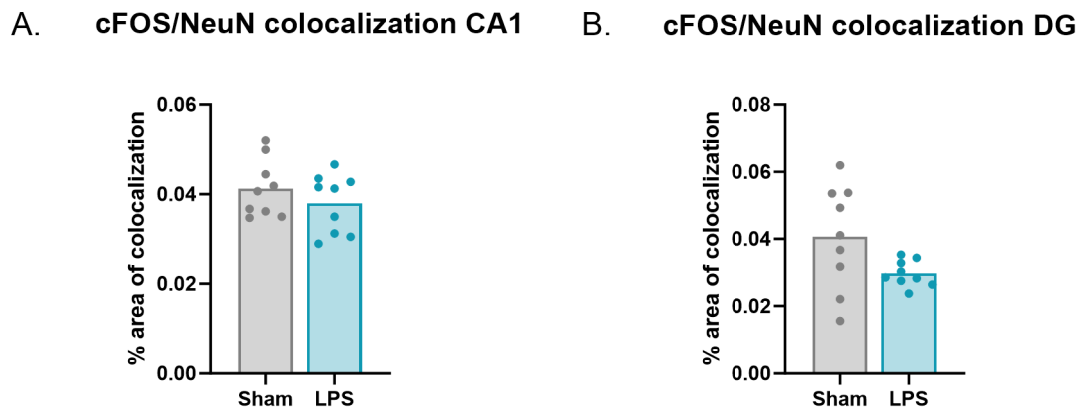 A. cFOS/NeuN colocalization CA1
% area of colocalization
0.06
0.04
0.02
0.00
Sham LPS
B. cFOS/NeuN colocalization DG
% area of colocalization
0.08
0.06
0.04
0.02
0.00
Sham LPS